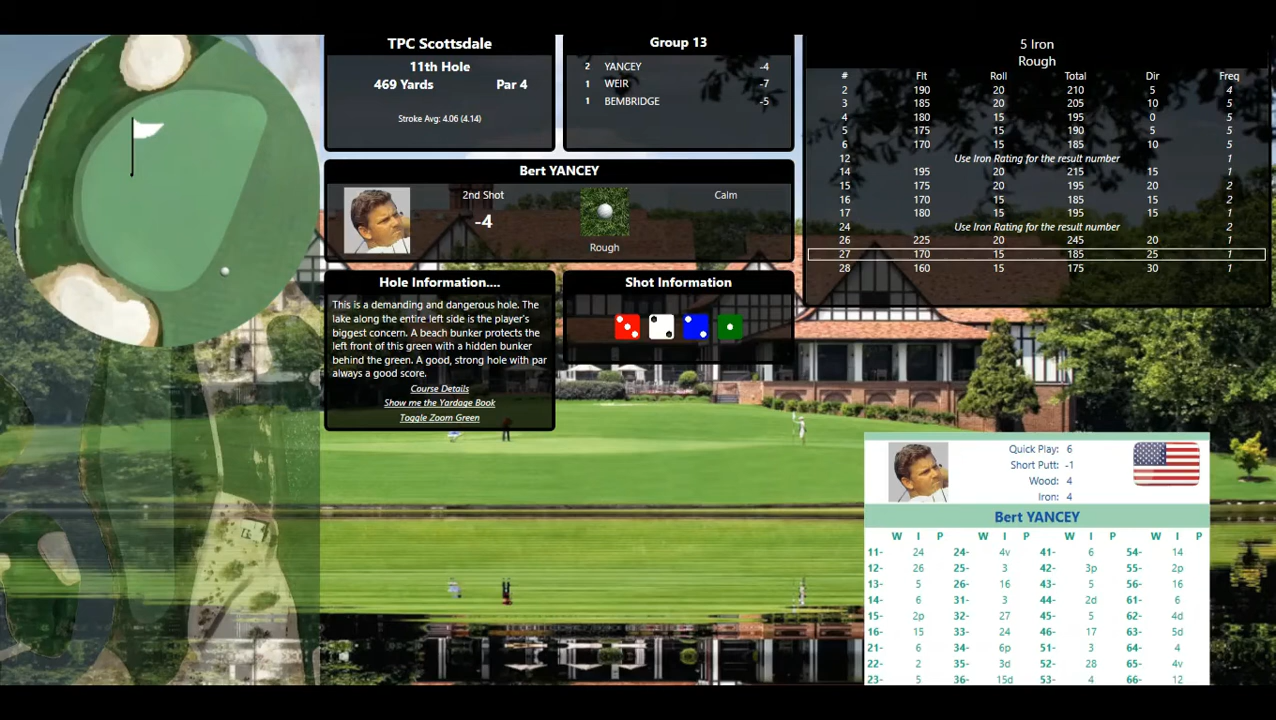 TPC Scottsdale
11th Hole
469 Yards Par 4
Stroke Avg: 4.06 (4.14)
Group 13
2 YANCEY -4
1 WEIR -7
1 BEMBRIDGE -5
Bert YANCEY
2nd Shot
-4
Rough
Calm
Hole Information....
This is a demanding and dangerous hole. The
lake along the entire left side is the player's
biggest concern. A beach bunker protects the
left front of this green with a hidden bunker
behind the green. A good, strong hole with par
always a good score.
Course Details
Show me the Yardage Book
Toggle Zoom Green
Shot Information
5 Iron
Rough
# Flt Roll Total Dir Freq
2 190 20 210 5 4
3 185 20 205 10 5
4 180 15 195 0 5
5 175 15 190 5 5
6 170 15 185 10 5
12 Use Iron Rating for the result number 1
14 195 20 215 15 1
15 175 20 195 20 2
16 170 15 185 15 2
17 180 15 195 15 1
24 Use Iron Rating for the result number 2
26 225 20 245 20 1
27 170 15 185 25 1
28 160 15 175 30 1
Quick Play: 6
Short Putt: -1
Wood: 4
Iron: 4
Bert YANCEY
W I P W I P W I P W I P
11- 24 24- 4v 41- 6 54- 14
12- 26 25- 3 42- 3p 55- 2p
13- 5 26- 16 43- 5 56- 16
14- 6 31- 3 44- 2d 61- 6
15- 2p 32- 27 45- 5 62- 4d
16- 15 33- 24 46- 17 63- 5d
21- 6 34- 6p 51- 3 64- 4
22- 2 35- 3d 52- 28 65- 4v
23- 5 36- 15d 53- 4 66- 12